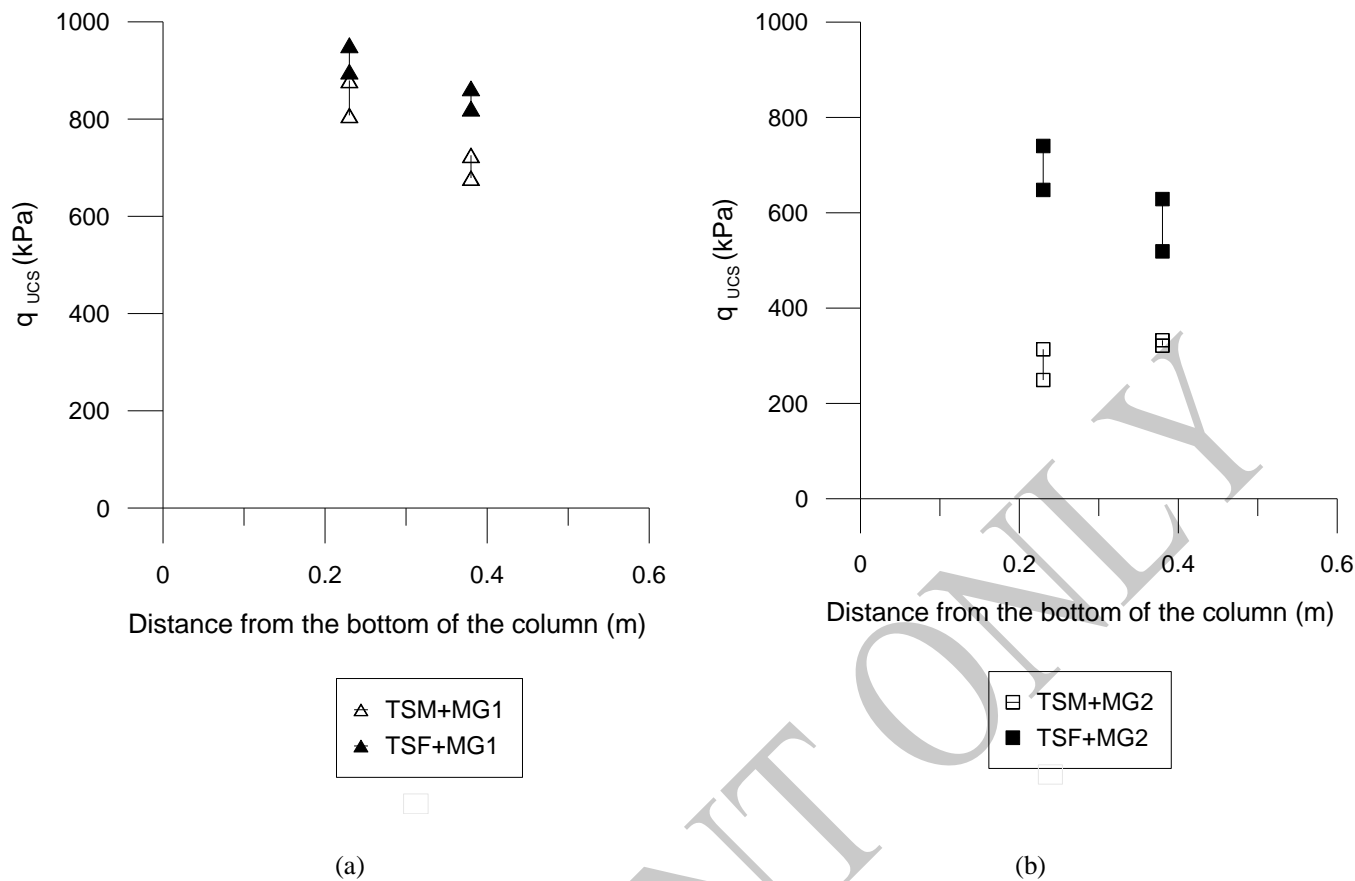 1000
800
600
400
200
0
q UCS (kPa)
0
0.2
0.4
0.6
Distance from the bottom of the column (m)
TSM+MG1
TSF+MG1
(a)
1000
800
600
400
200
0
q UCS (kPa)
0
0.2
0.4
0.6
Distance from the bottom of the column (m)
TSM+MG2
TSF+MG2
(b)
NT ONLY